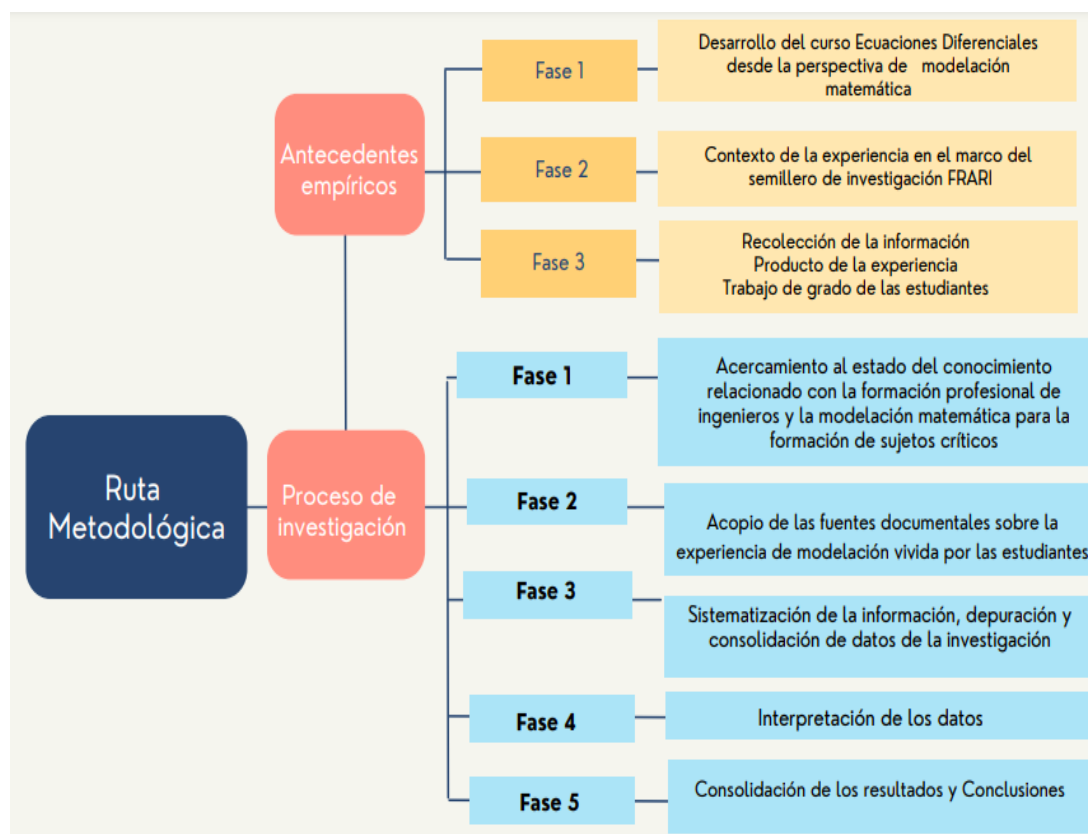 Ruta
Metodológica
Antecedentes
empíricos
Fase 1
Desarrollo del curso Ecuaciones Diferenciales
desde la perspectiva de modelación
matemática
Fase 2
Contexto de la experiencia en el marco del
semillero de investigación FRARI
Fase 3
Recolección de la información
Producto de la experiencia
Trabajo de grado de las estudiantes
Proceso de
investigación
Fase 1
Acercamiento al estado del conocimiento
relacionado con la formación profesional de
ingenieros y la modelación matemática para la
formación de sujetos críticos
Fase 2
Acopio de las fuentes documentales sobre la
experiencia de modelación vivida por las estudiantes
Fase 3
Sistematización de la información, depuración y
consolidación de datos de la investigación
Fase 4
Interpretación de los datos
Fase 5
Consolidación de los resultados y Conclusiones